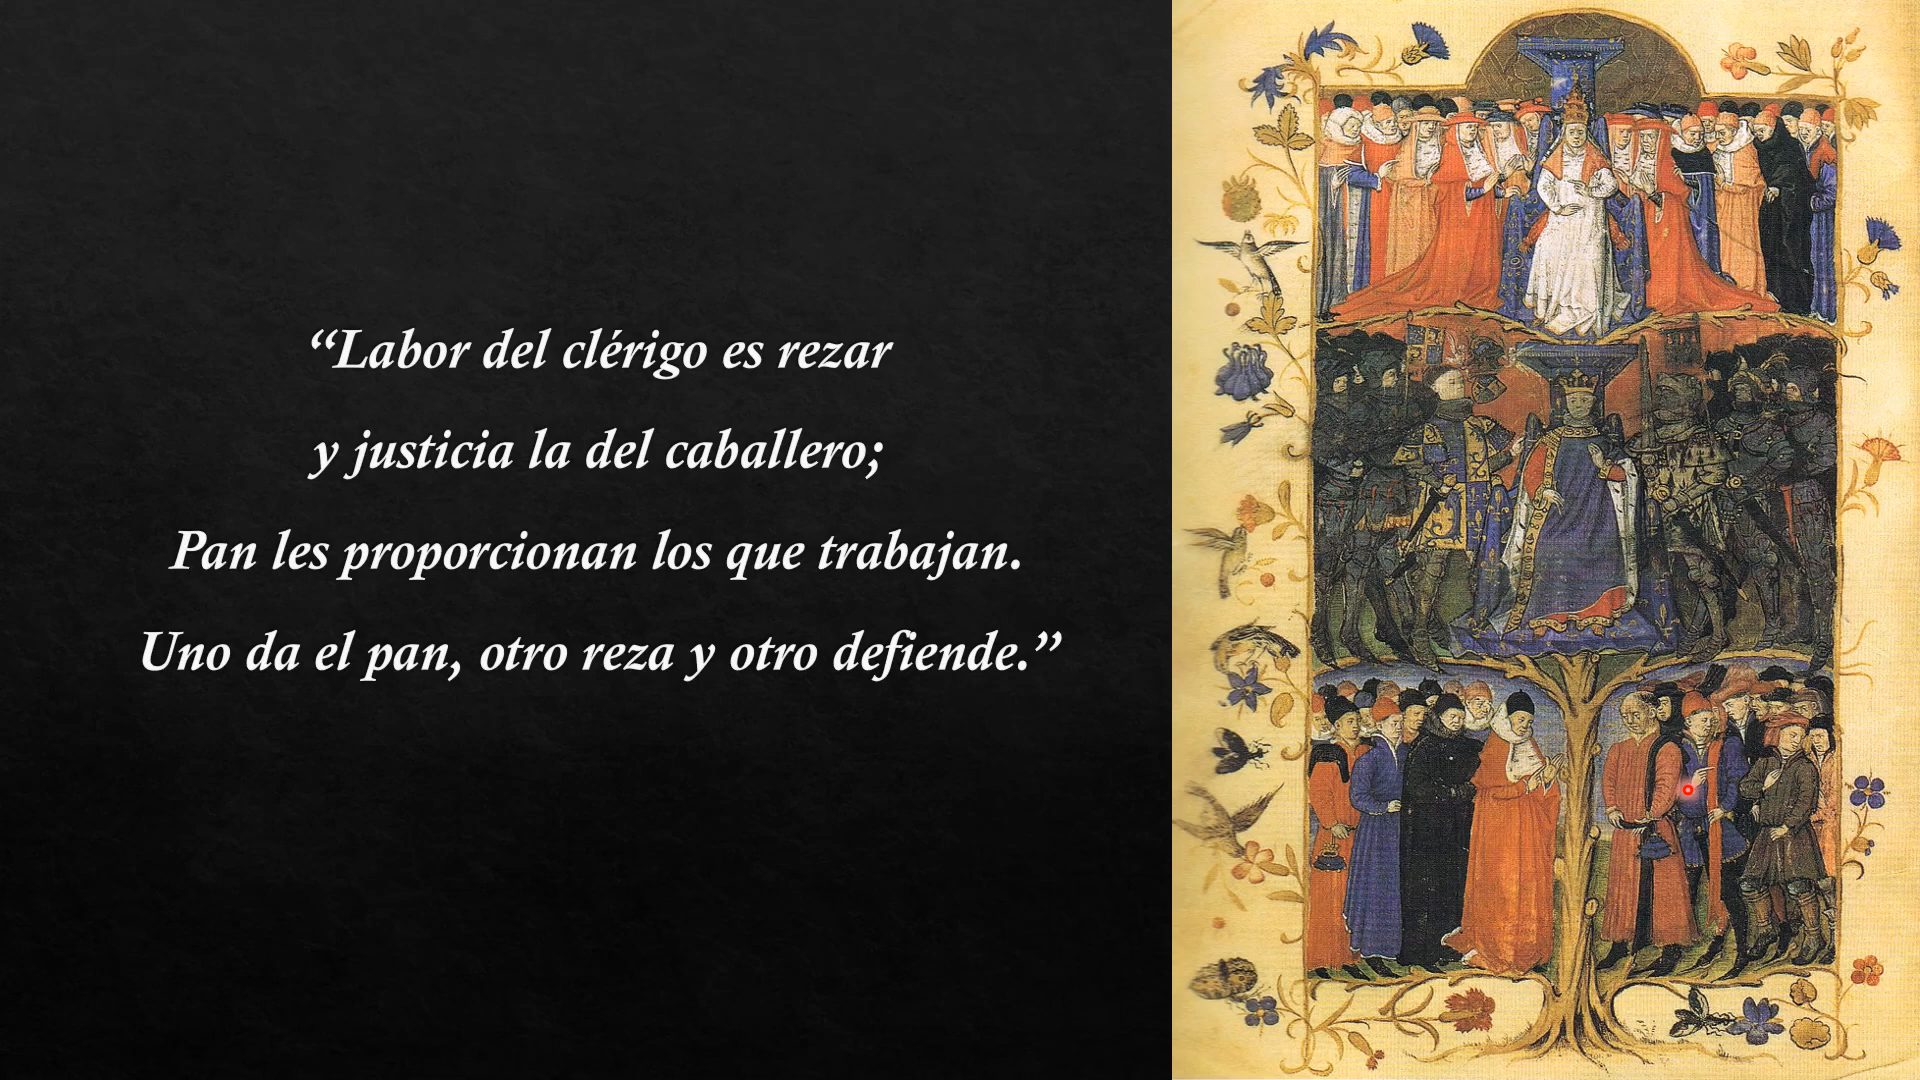 “Labor del clérigo es rezar
y justicia la del caballero;
Pan les proporcionan los que trabajan.
Uno da el pan, otro reza y otro defiende.”